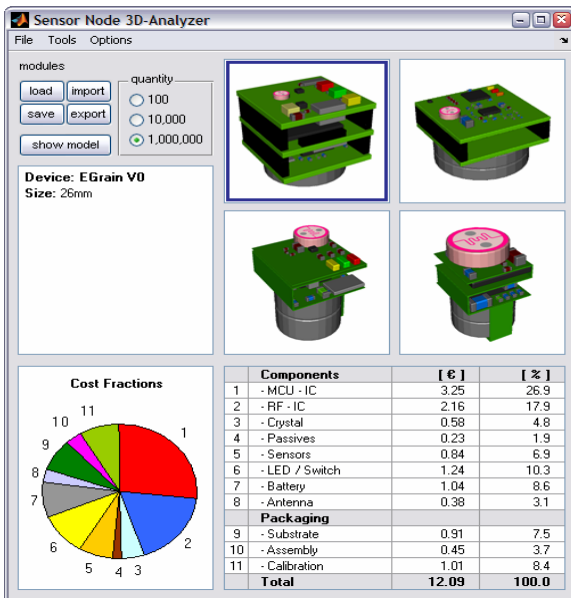 Sensor Node 3D-Analyzer
File Tools Options
modules
load import
save export
show model
quantity
100
10,000
1,000,000
Device: EGrain V0
Size: 26mm
Cost Fractions
1
2
3
4
5
6
7
8
9
10
11
Components [ € ] [ % ]
1 - MCU - IC 3.25 26.9
2 - RF - IC 2.16 17.9
3 - Crystal 0.58 4.8
4 - Passives 0.23 1.9
5 - Sensors 0.84 6.9
6 - LED / Switch 1.24 10.3
7 - Battery 1.04 8.6
8 - Antenna 0.38 3.1
Packaging
9 - Substrate 0.91 7.5
10 - Assembly 0.45 3.7
11 - Calibration 1.01 8.4
Total 12.09 100.0